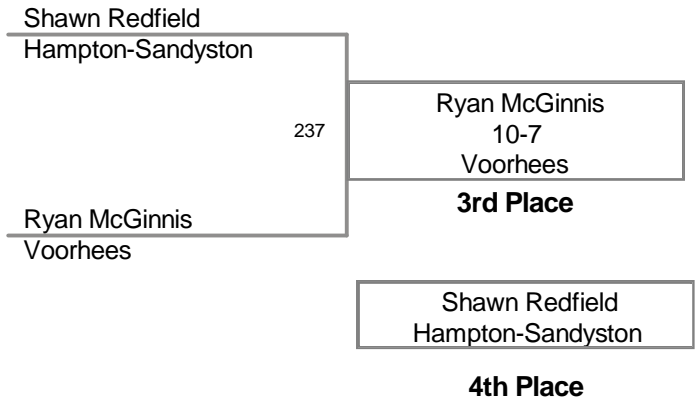 Shawn Redfield
Hampton-Sandyston
237
Ryan McGinnis
10-7
Voorhees
3rd Place
Ryan McGinnis
Voorhees
Shawn Redfield
Hampton-Sandyston
4th Place